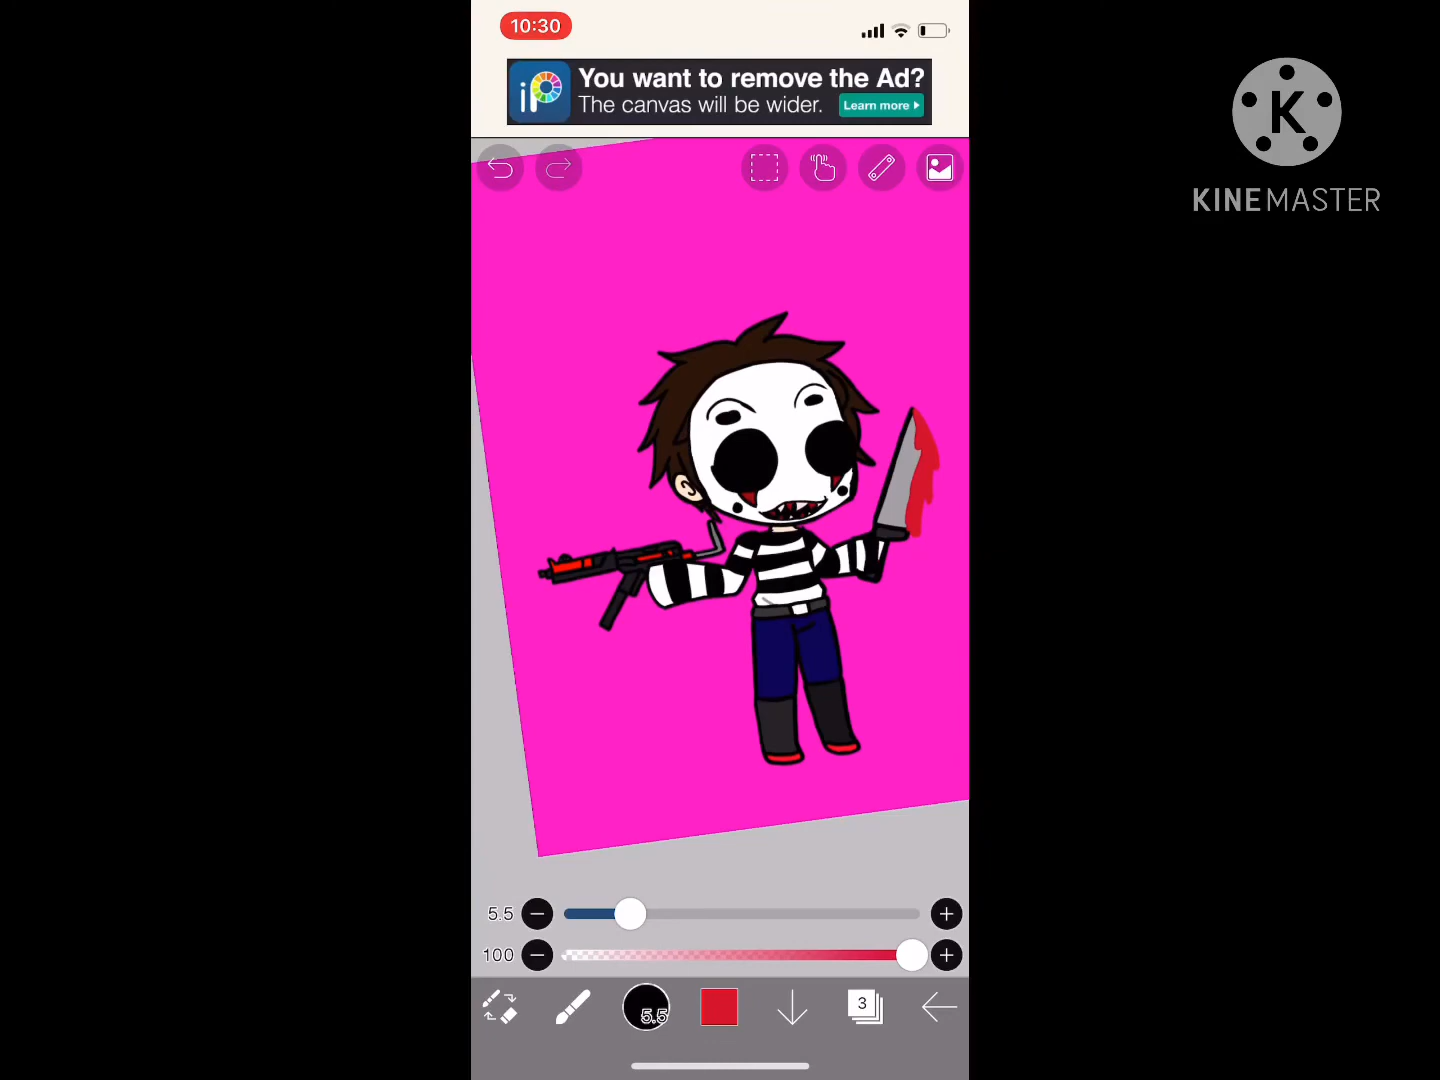 10:30
iP
You want to remove the Ad?
The canvas will be wider.
Learn more
K
KINEMASTER
5.5
100
5.5
3